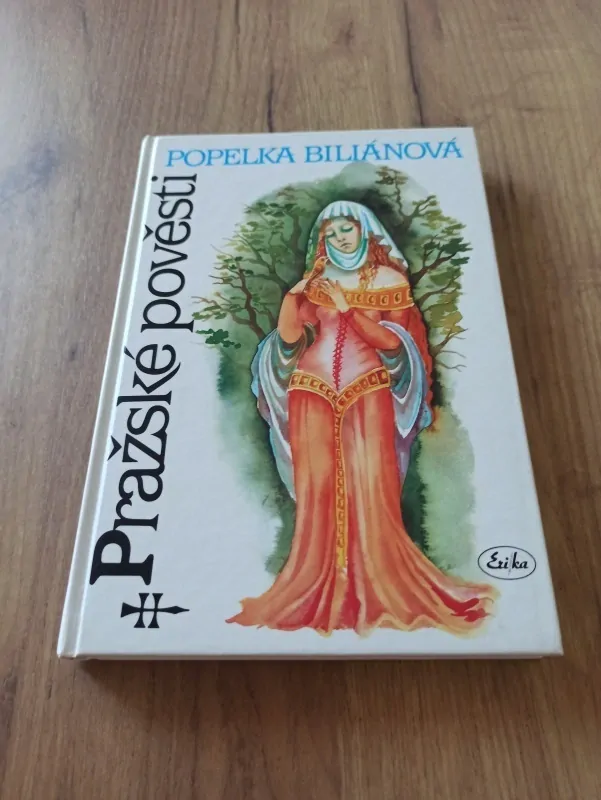 POPELKA BILIÁNOVÁ
Pražské pověsti
Erika